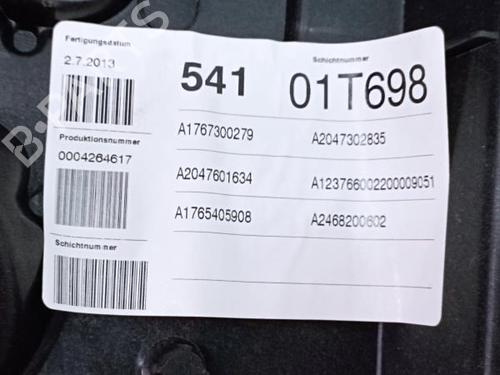 Fertigungsdatum
2.7.2013
541
Schichtnummer
01T698
Produktionsnummer
0004264617
A1767300279
A2047302835
A2047601634
A123766002200009051
A1765405908
A2468200602
Schichtnummer